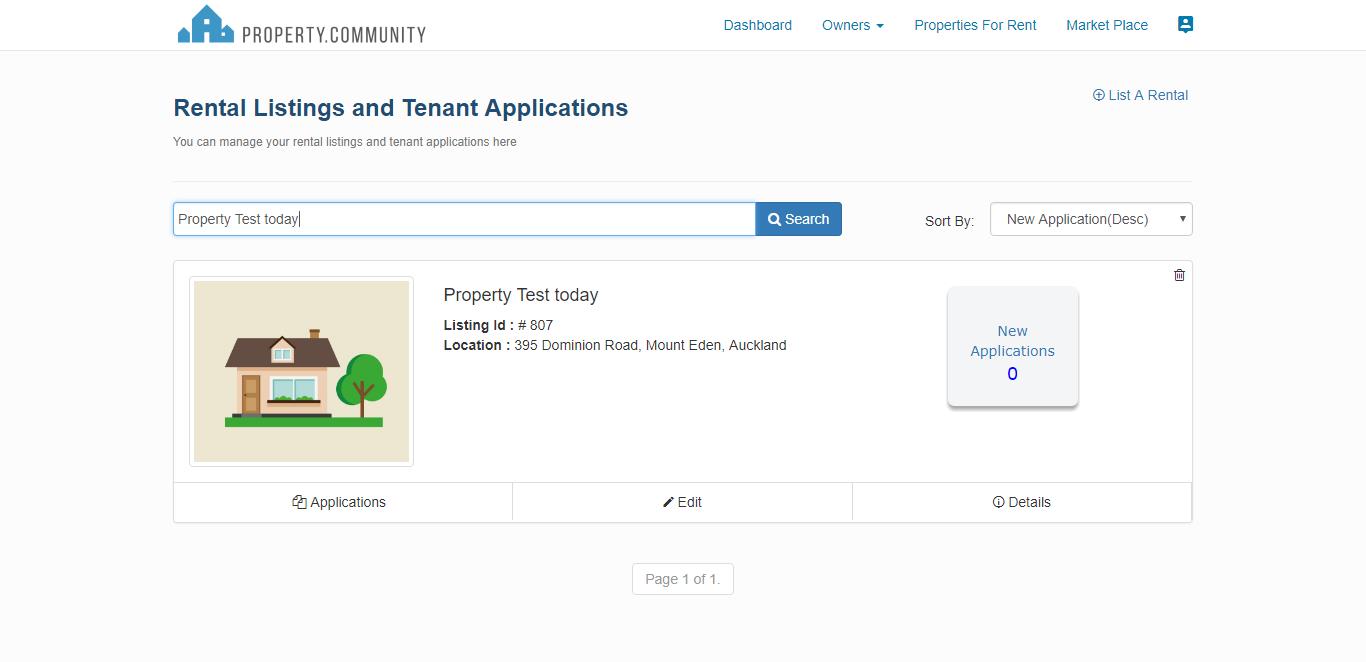 PROPERTY.COMMUNITY
Dashboard Owners Properties For Rent Market Place
Rental Listings and Tenant Applications
List A Rental
You can manage your rental listings and tenant applications here
Property Test today
Search
Sort By: New Application(Desc)
Property Test today
Listing Id : # 807
Location : 395 Dominion Road, Mount Eden, Auckland
New
Applications
0
Applications
Edit
Details
Page 1 of 1.